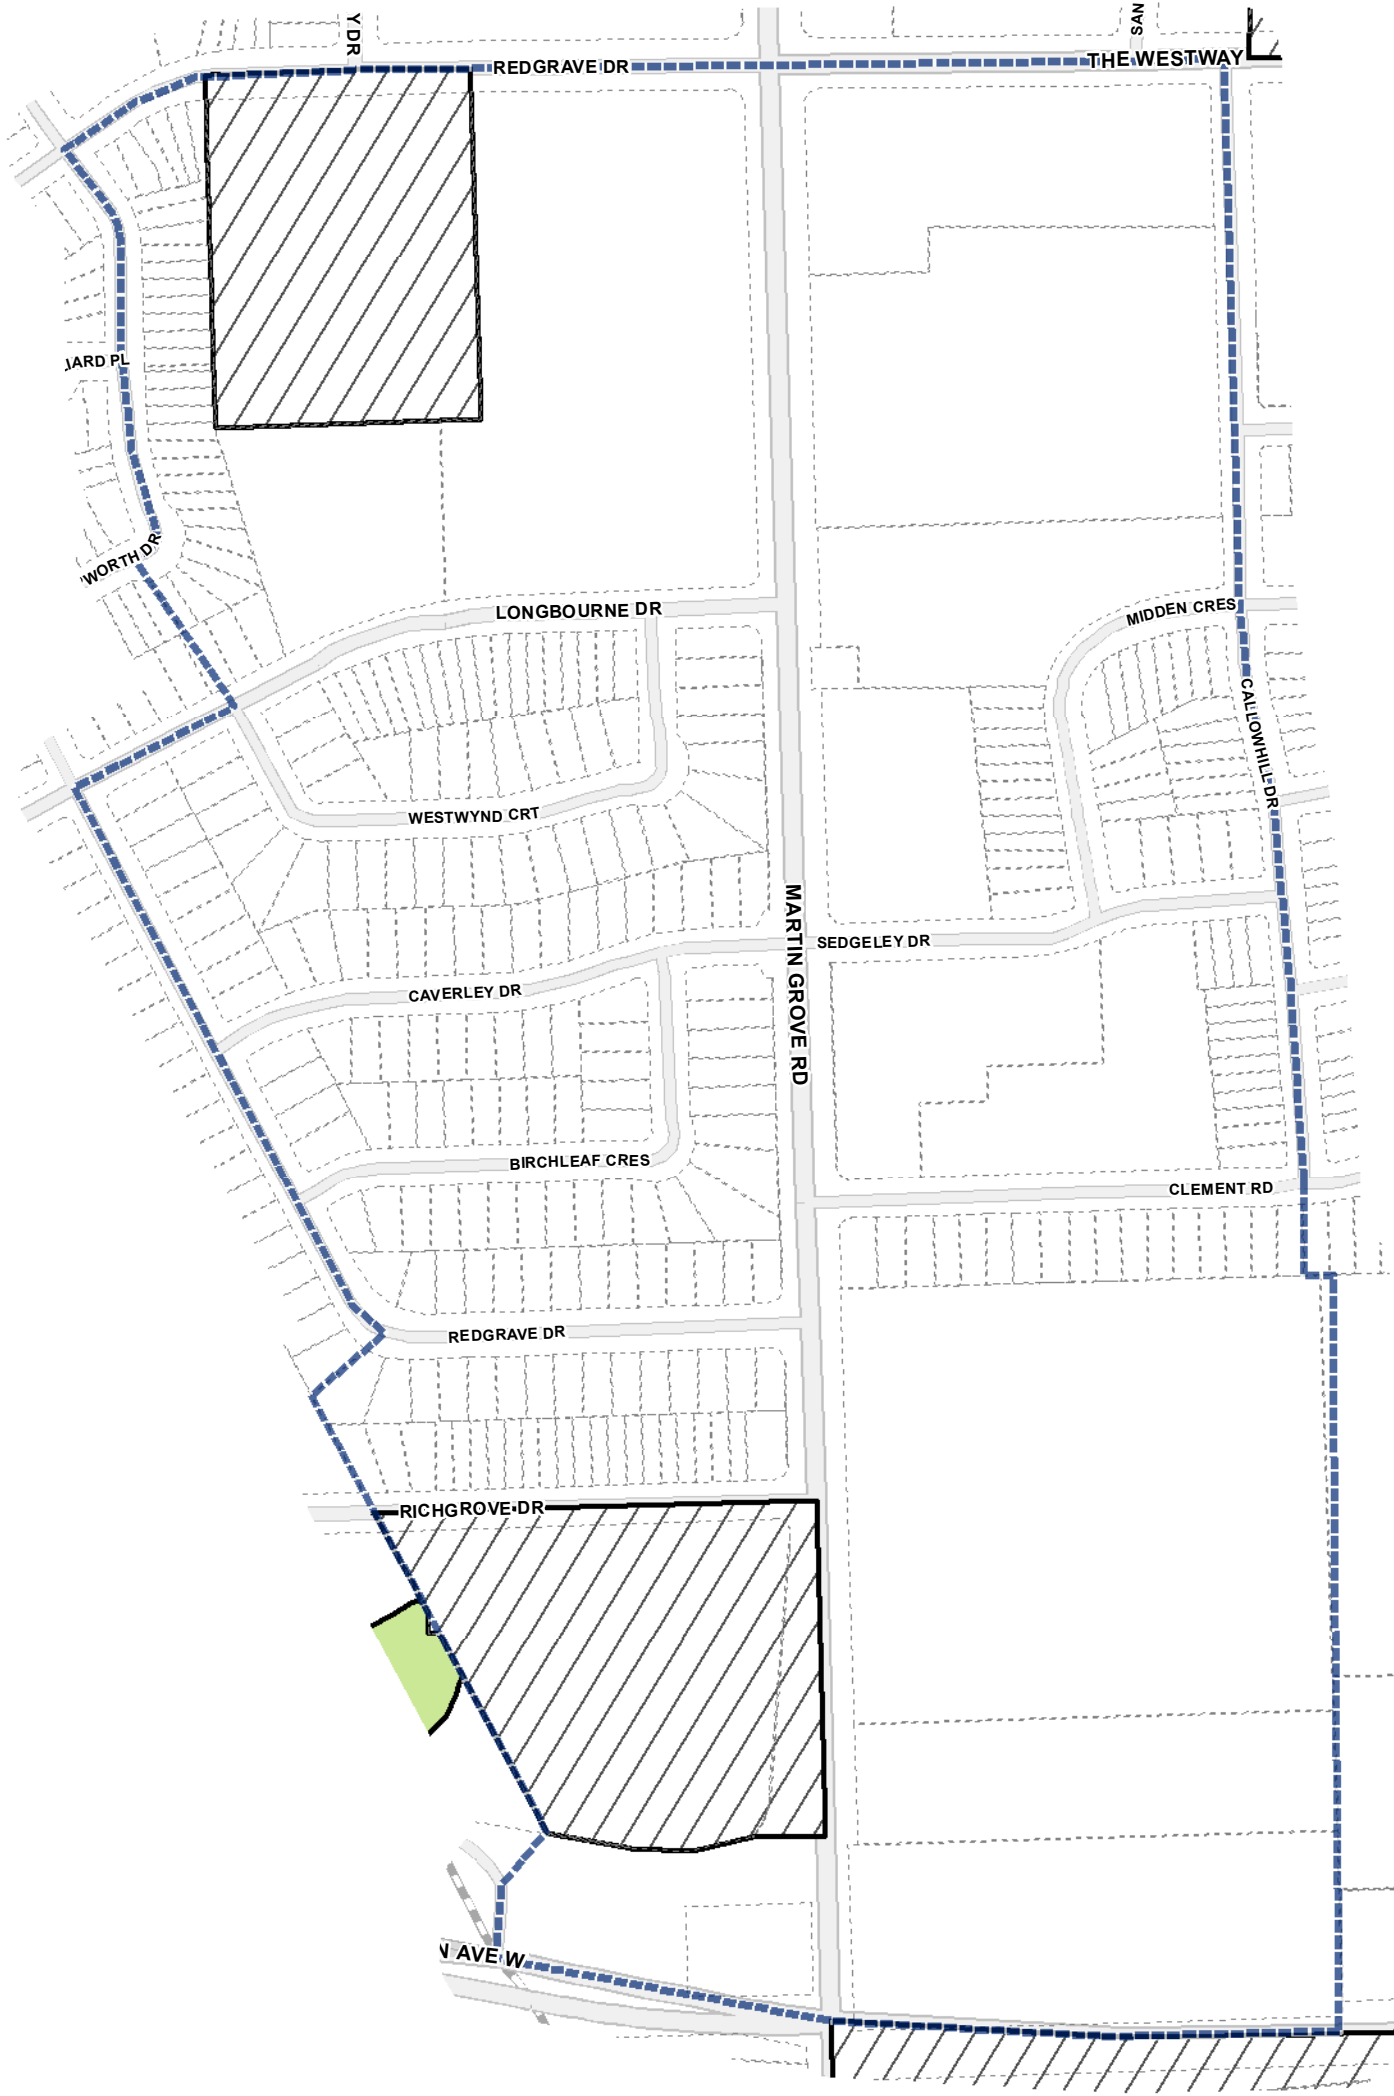 Y DR
SAN
REDGRAVE DR
THE WESTWAY
IARD PL
WORTH DR
LONGBOURNE DR
MIDDEN CRES
CALLOWHILL DR
WESTWYND CRT
MARTIN GROVE RD
SEDGELEY DR
CAVERLEY DR
BIRCHLEAF CRES
CLEMENT RD
REDGRAVE DR
RICHGROVE DR
N AVE W